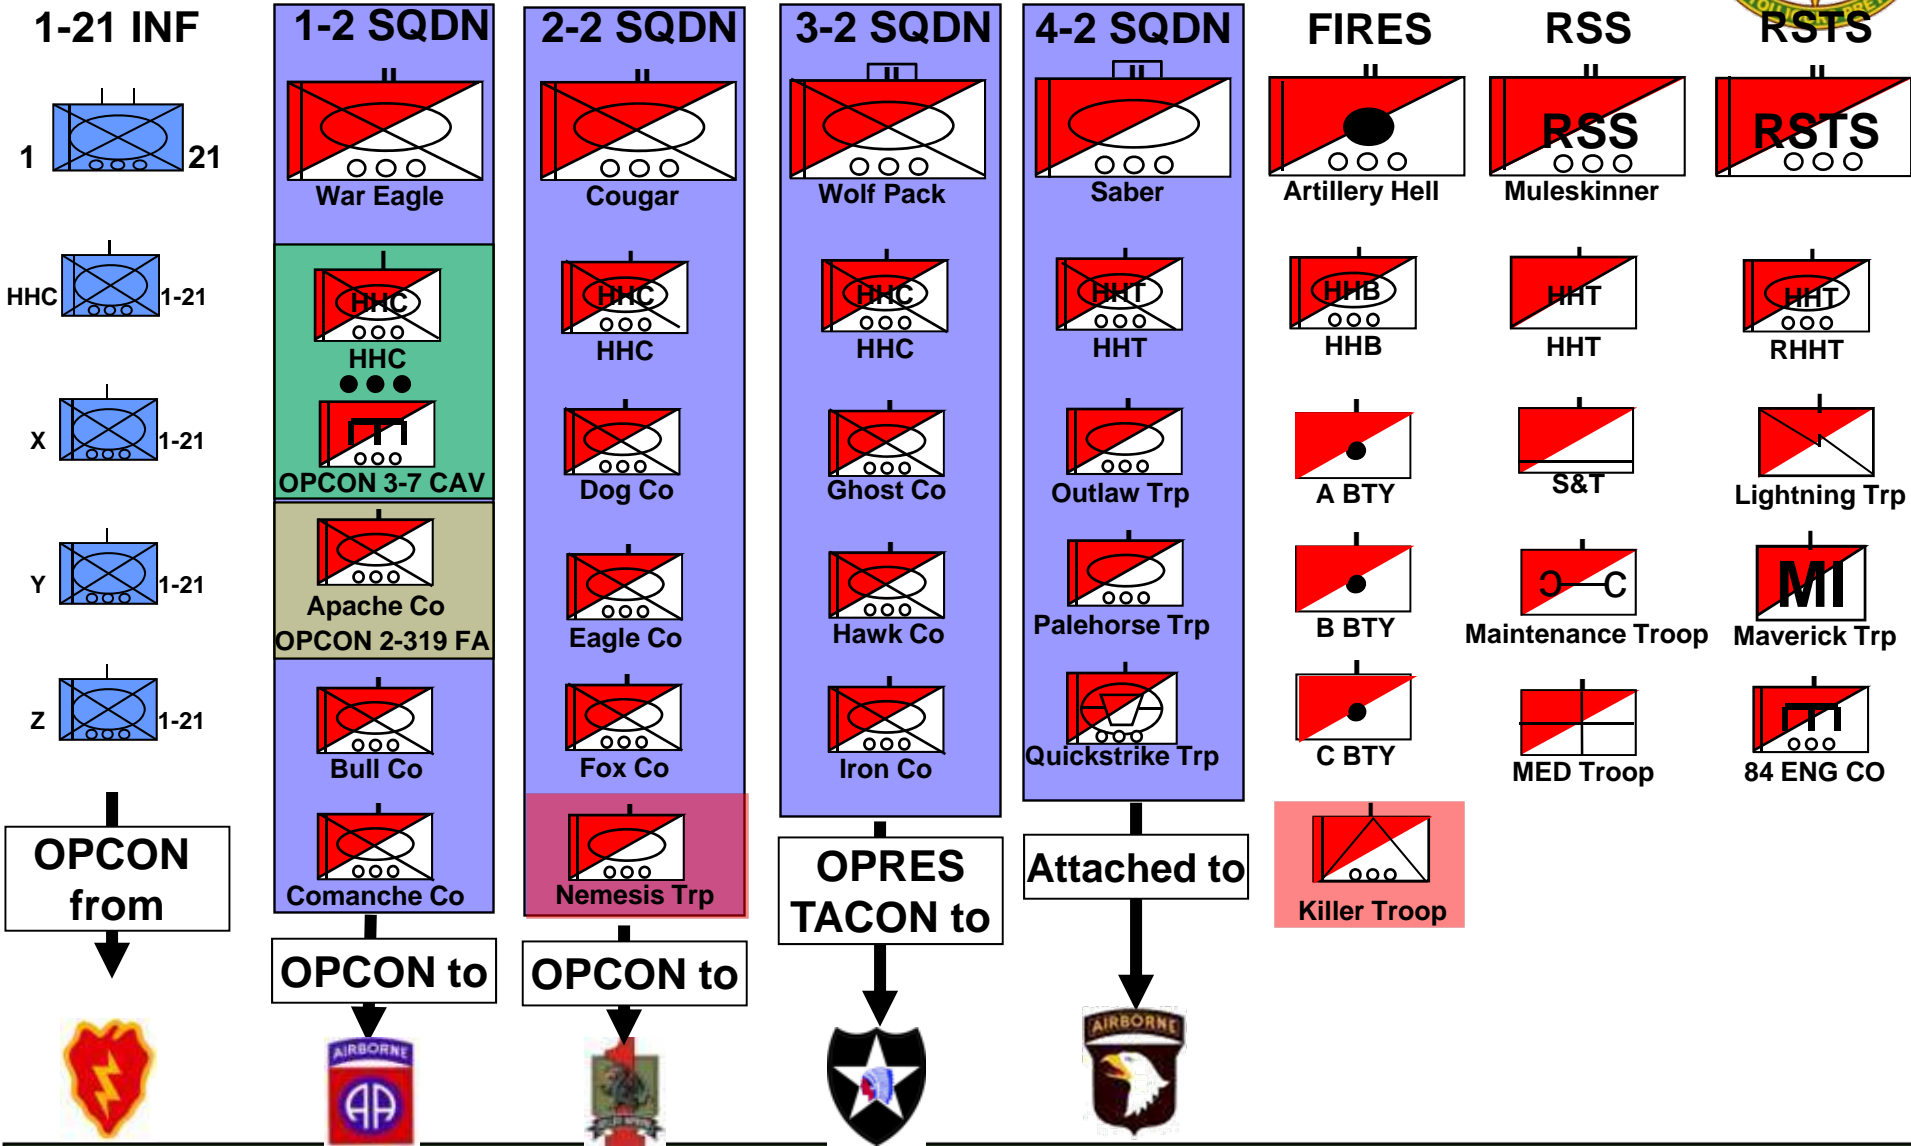 1-21 INF
1
21
HHC
1-21
X
1-21
Y
1-21
Z
1-21
OPCON
from
1-2 SQDN
War Eagle
HHC
HHC
OPCON 3-7 CAV
Apache Co
OPCON 2-319 FA
Bull Co
Comanche Co
OPCON to
AIRBORNE
AA
2-2 SQDN
Cougar
HHC
HHC
Dog Co
Eagle Co
Fox Co
Nemesis Trp
OPCON to
3-2 SQDN
Wolf Pack
HHC
HHC
Ghost Co
Hawk Co
Iron Co
OPRES
TACON to
4-2 SQDN
Saber
HHT
HHT
Outlaw Trp
Palehorse Trp
Quickstrike Trp
Attached to
AIRBORNE
FIRES
Artillery Hell
HHB
HHB
A BTY
B BTY
C BTY
Killer Troop
RSS
RSS
Muleskinner
HHT
HHT
S&T
Maintenance Troop
MED Troop
RSTS
RSTS
HHT
RHHT
Lightning Trp
MI
Maverick Trp
84 ENG CO